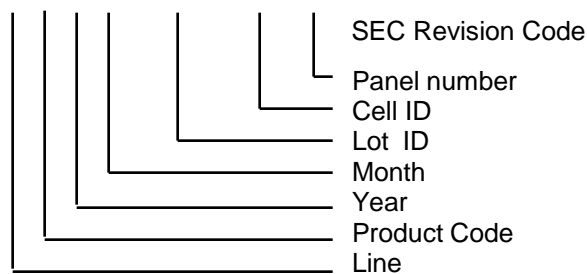 SEC Revision Code
Panel number
Cell ID
Lot ID
Month
Year
Product Code
Line